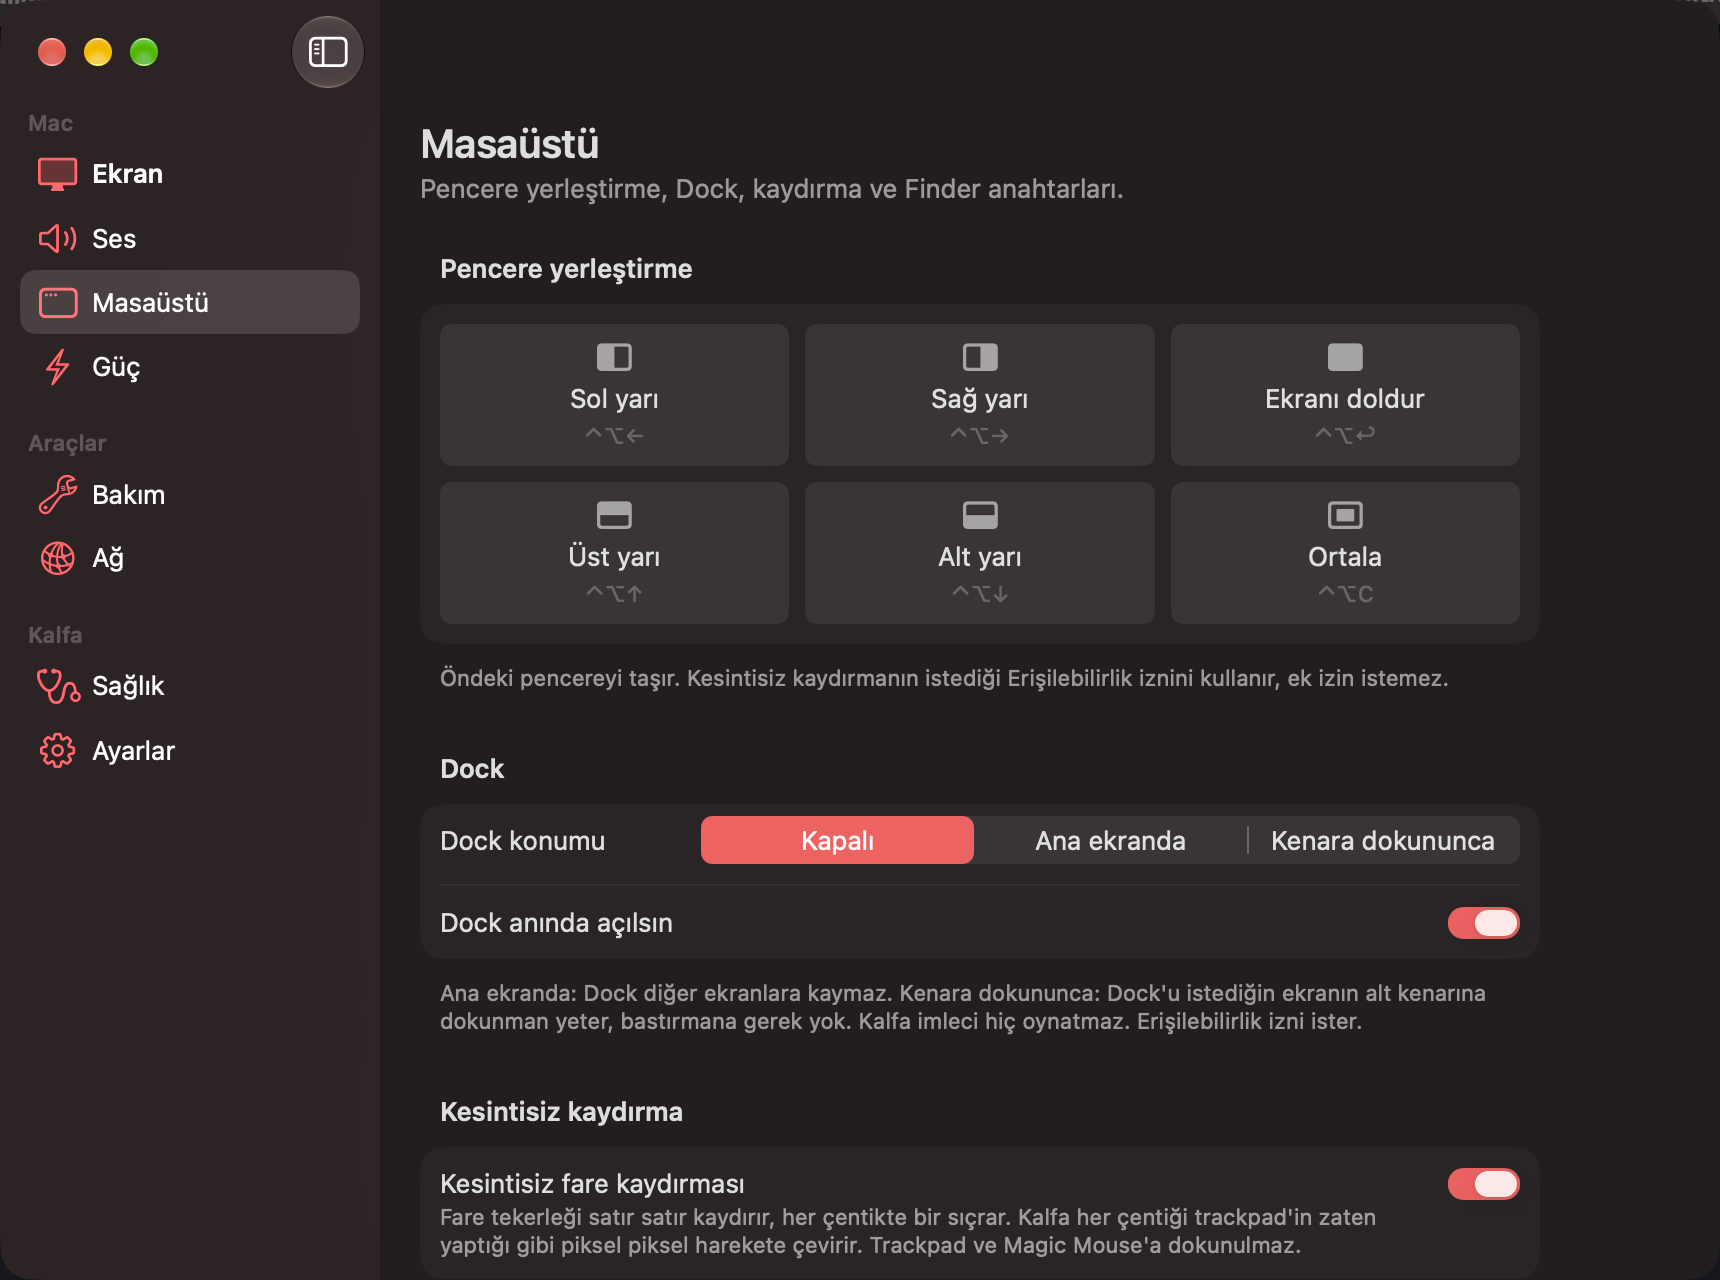 Mac
Ekran
Ses
Masaüstü
Güç
Araçlar
Bakım
Ağ
Kalfa
Sağlık
Ayarlar
Masaüstü
Pencere yerleştirme, Dock, kaydırma ve Finder anahtarları.
Pencere yerleştirme
Sol yarı
^⌥←
Sağ yarı
^⌥→
Ekranı doldur
^⌥↩
Üst yarı
^⌥↑
Alt yarı
^⌥↓
Ortala
^⌥C
Öndeki pencereyi taşır. Kesintisiz kaydırmanın istediği Erişilebilirlik iznini kullanır, ek izin istemez.
Dock
Dock konumu
Kapalı
Ana ekranda
Kenara dokununca
Dock anında açılsın
Ana ekranda: Dock diğer ekranlara kaymaz. Kenara dokununca: Dock'u istediğin ekranın alt kenarına
dokunman yeter, bastırmana gerek yok. Kalfa imleci hiç oynatmaz. Erişilebilirlik izni ister.
Kesintisiz kaydırma
Kesintisiz fare kaydırması
Fare tekerleği satır satır kaydırır, her çentikte bir sıçrar. Kalfa her çentiği trackpad'in zaten
yaptığı gibi piksel piksel harekete çevirir. Trackpad ve Magic Mouse'a dokunulmaz.